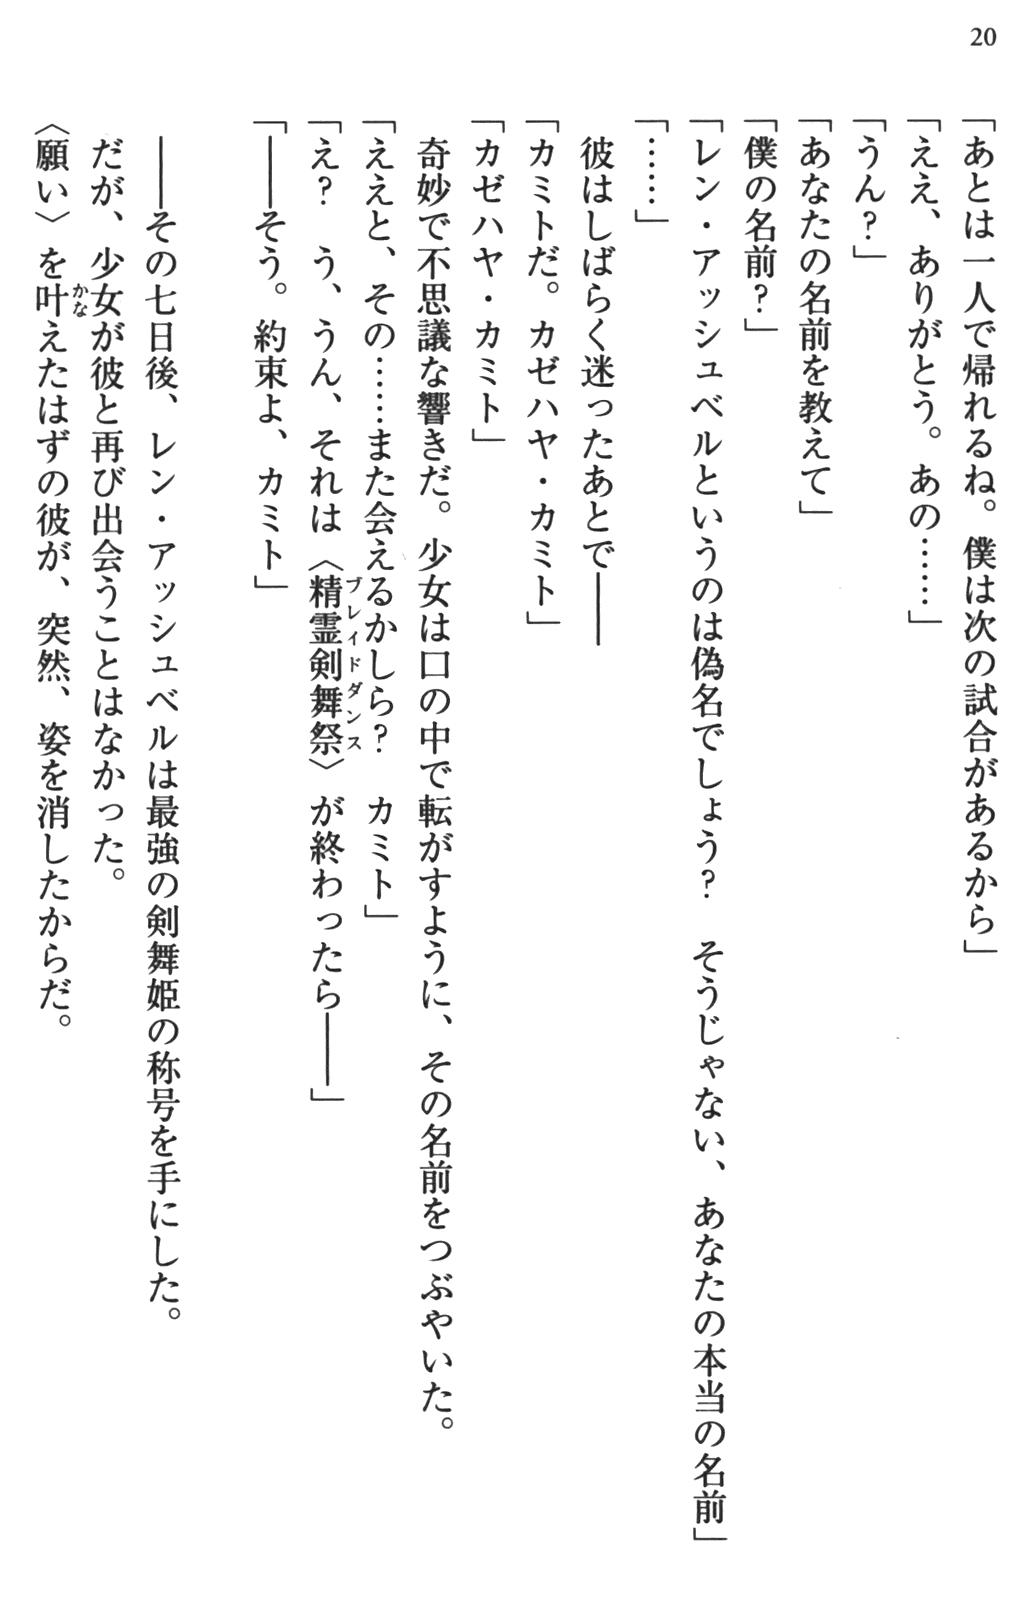 20
「あとは一人で帰れるね。僕は次の試合があるから」
「ええ、ありがとう。あの……」
「うん？」
「あなたの名前を教えて」
「僕の名前？」
「レン・アッシュベルというのは偽名でしょう？　そうじゃない、あなたの本当の名前」
「……」
彼はしばらく迷ったあとで――
「カミトだ。カゼハヤ・カミト」
「カゼハヤ・カミト」
奇妙で不思議な響きだ。少女は口の中で転がすように、その名前をつぶやいた。
「ええと、その……また会えるかしら？　カミト」
「え？　う、うん、それは〈精霊剣舞祭〉が終わったら――」
ブレイドダンス
「――そう。約束よ、カミト」
――その七日後、レン・アッシュベルは最強の剣舞姫の称号を手にした。
だが、少女が彼と再び出会うことはなかった。
〈願い〉を叶えたはずの彼が、突然、姿を消したからだ。
かな